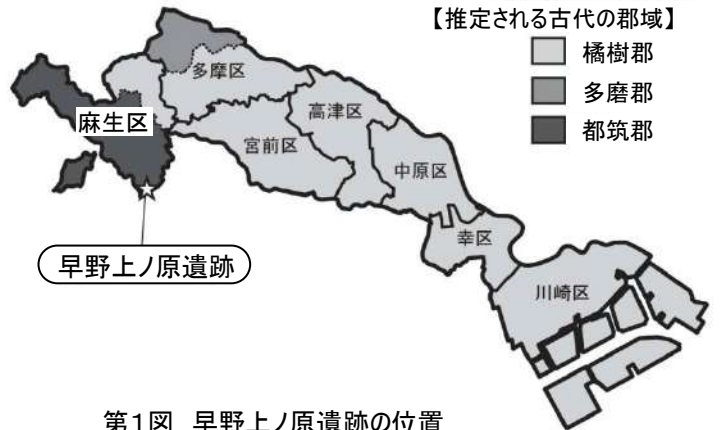 【推定される古代の郡域】
橘樹郡
多磨郡
都筑郡
多摩区
麻生区
高津区
宮前区
中原区
幸区
川崎区
早野上ノ原遺跡
第1図 早野上ノ原遺跡の位置